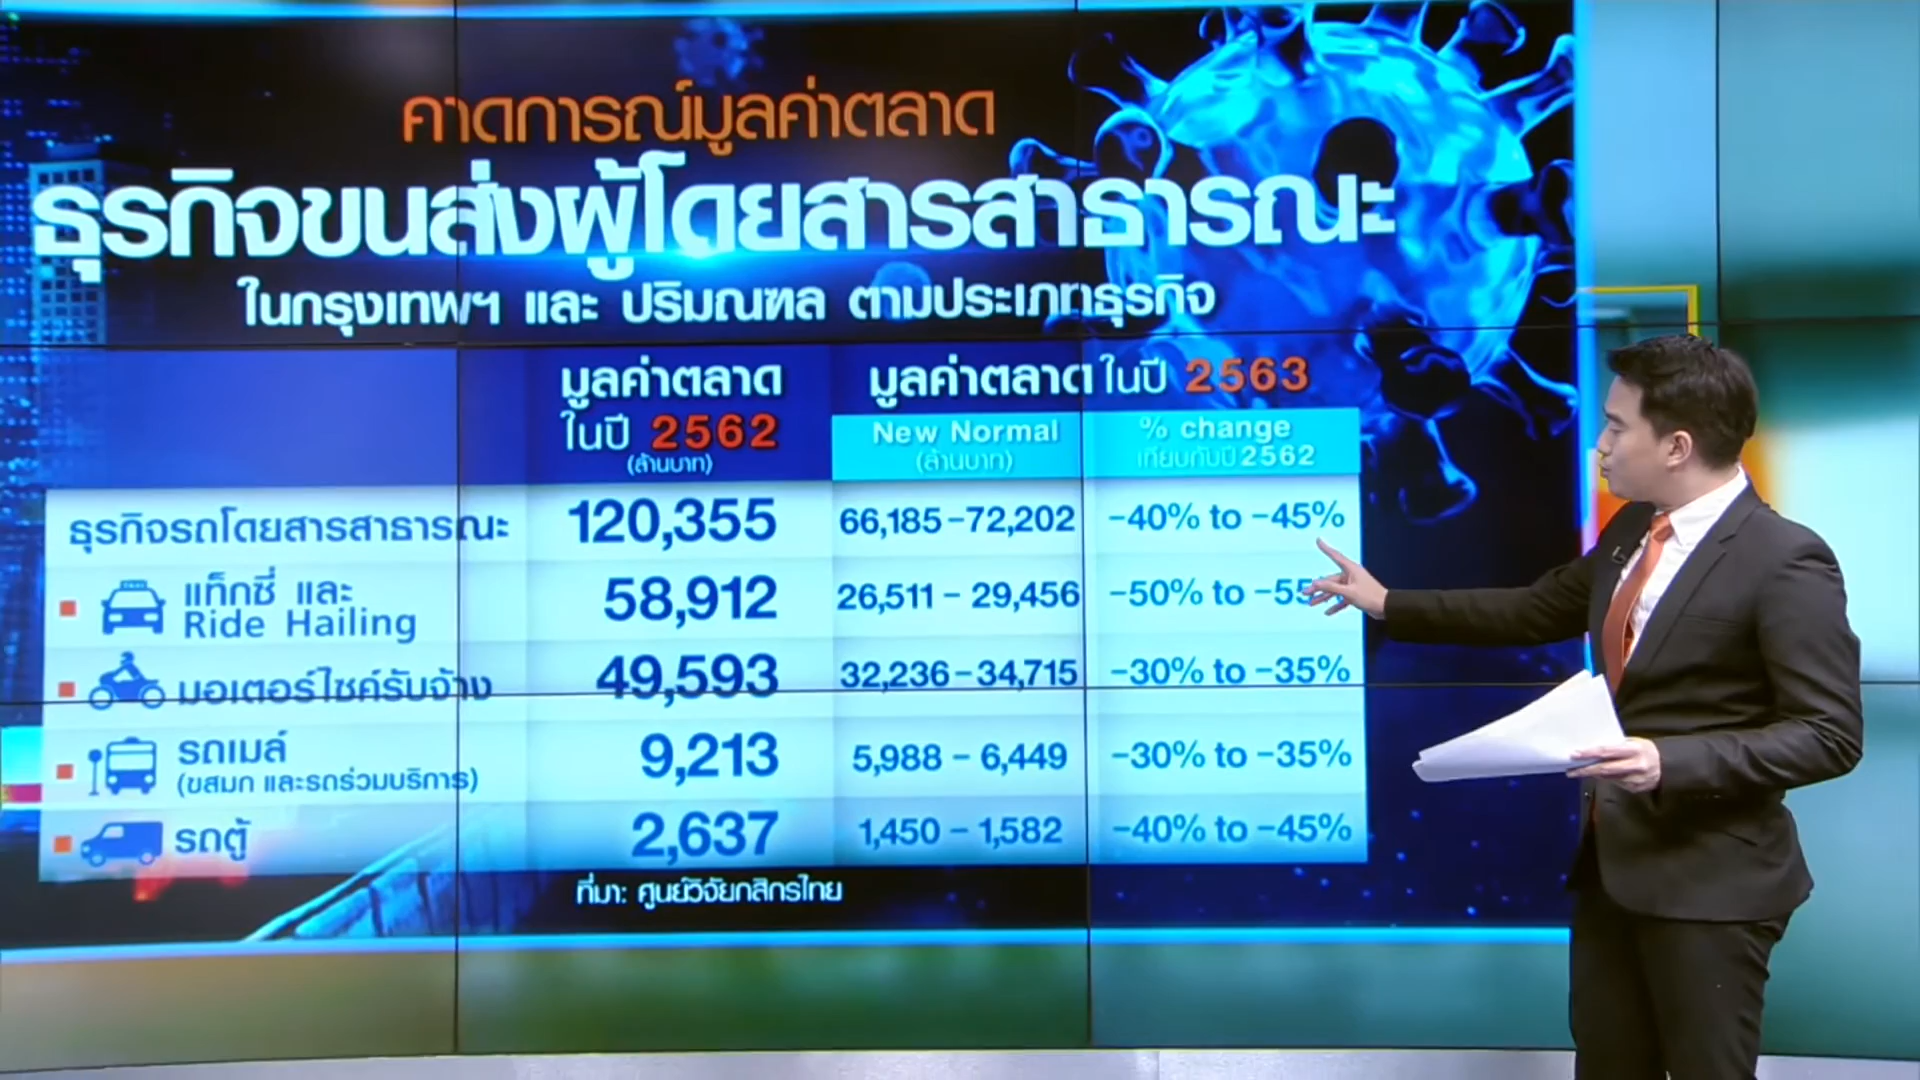 คาดการณ์มูลค่าตลาด
ธุรกิจขนส่งผู้โดยสารสาธารณะ
ในกรุงเทพฯ และ ปริมณฑล ตามประเภทธุรกิจ
มูลค่าตลาด
ในปี 2562
(ล้านบาท)
มูลค่าตลาด ในปี 2563
New Normal
(ล้านบาท)
% change
เทียบกับปี 2562
ธุรกิจรถโดยสารสาธารณะ 120,355 66,185 -72,202 -40% to -45%
TAXI
แท็กซี่ และ
Ride Hailing 58,912 26,511 - 29,456 -50% to -55
มอเตอร์ไซค์รับจ้าง 49,593 32,236-34,715 -30% to -35%
รถเมล์
(ขสมก และรถร่วมบริการ) 9,213 5,988 - 6,449 -30% to -35%
รถตู้ 2,637 1,450 - 1,582 -40% to -45%
ที่มา: ศูนย์วิจัยกสิกรไทย